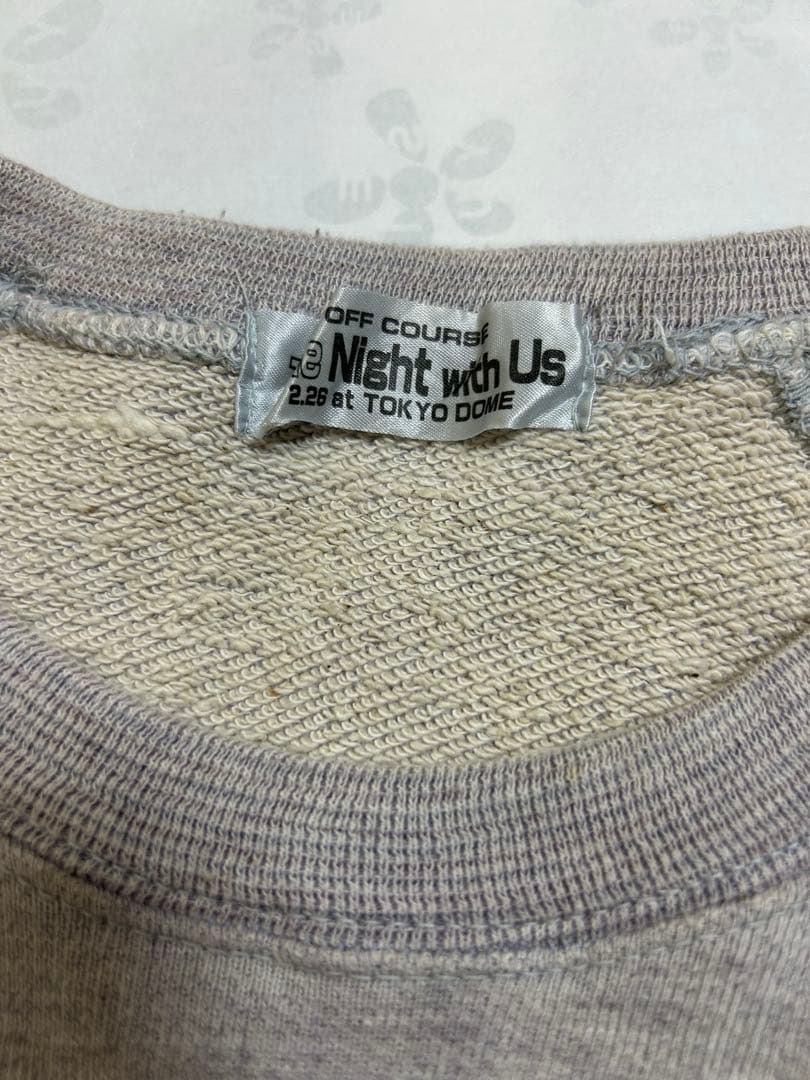 OFF COURSE
Night with Us
2.26 at TOKYO DOME